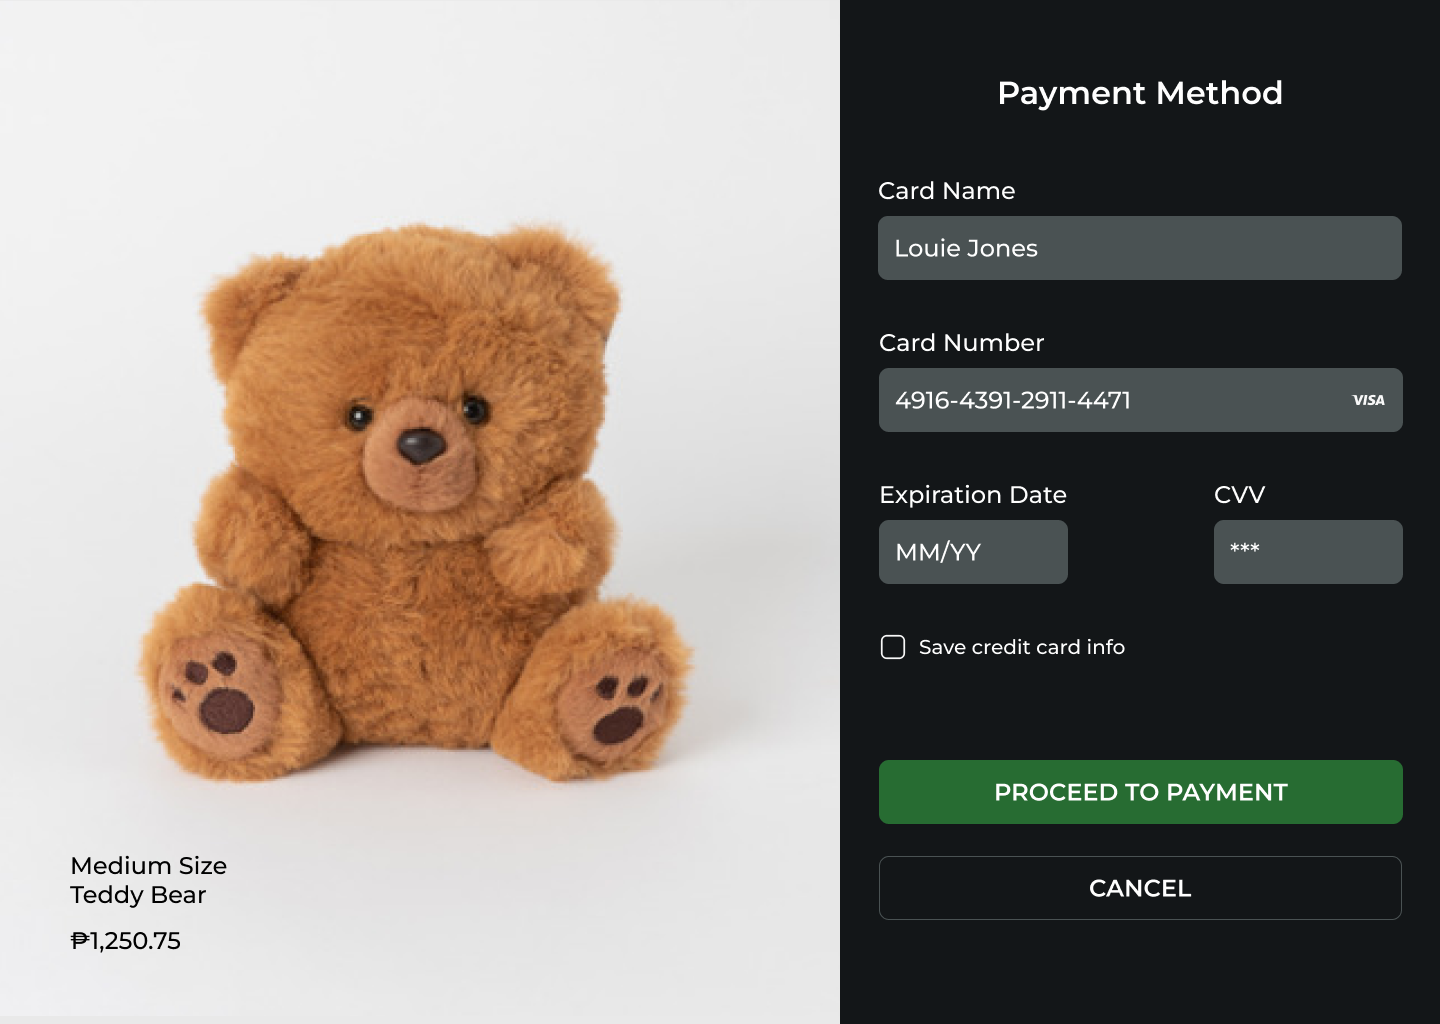 Payment Method
Card Name
Louie Jones
Card Number
4916-4391-2911-4471
VISA
Expiration Date
CVV
MM/YY
***
Save credit card info
PROCEED TO PAYMENT
CANCEL
Medium Size
Teddy Bear
₱1,250.75